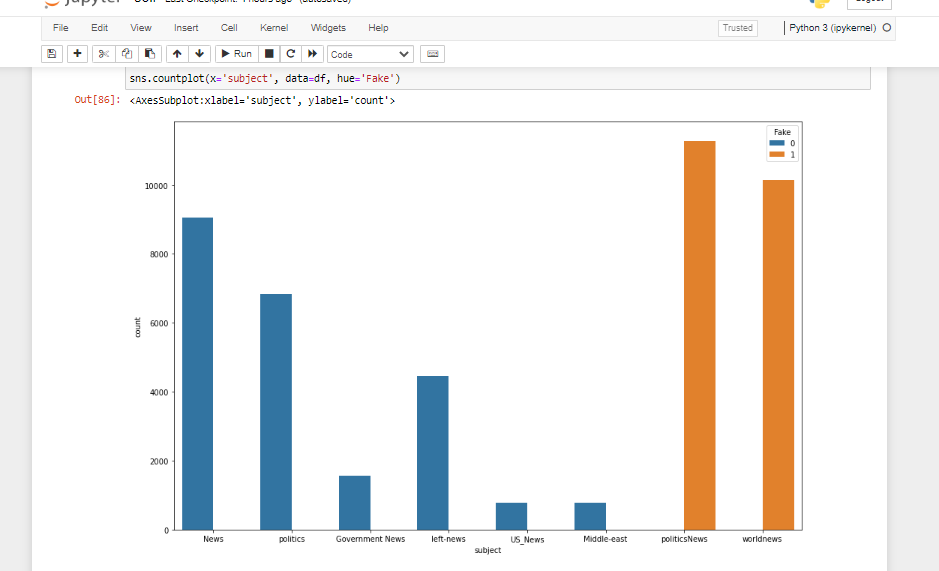 File Edit View Insert Cell Kernel Widgets Help
Trusted
Python 3 (ipykernel)
Run
Code
sns.countplot(x='subject', data=df, hue='Fake')
Out[86]: <AxesSubplot:xlabel='subject', ylabel='count'>
Fake
0
1
10000
8000
6000
4000
2000
0
count
News politics Government News left-news US_News Middle-east politicsNews worldnews
subject